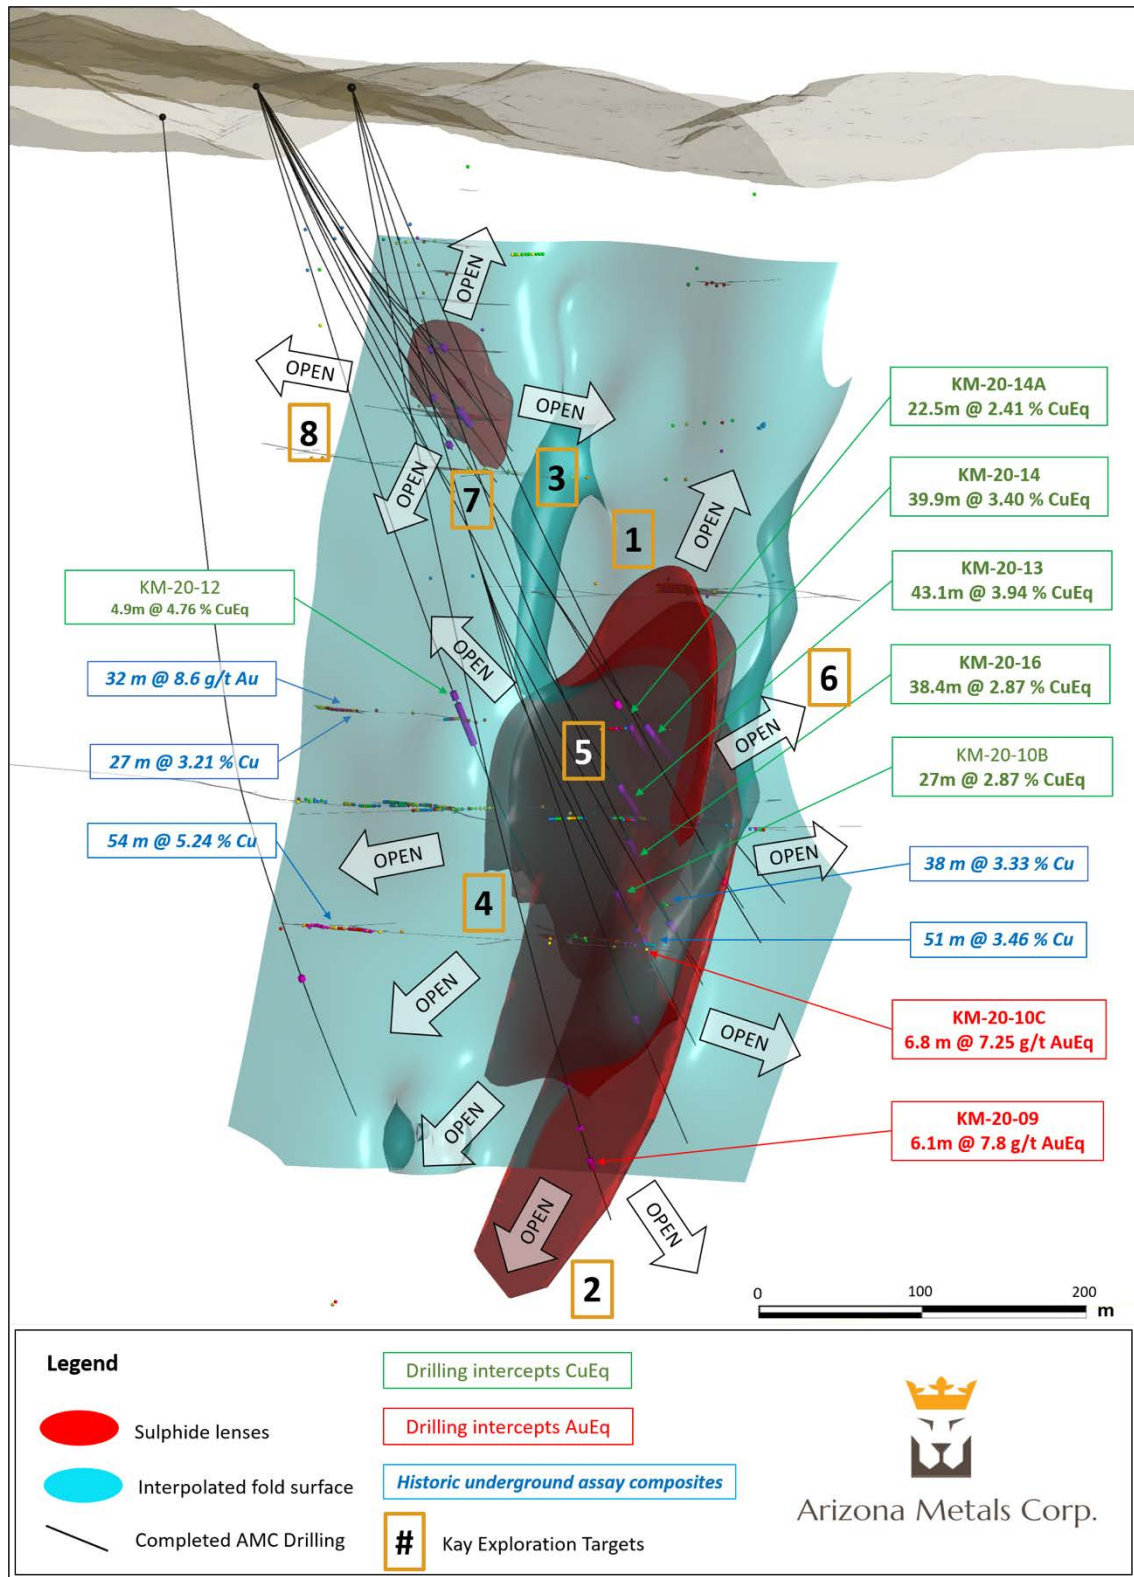 OPEN
OPEN
OPEN
8
OPEN
7
3
1
OPEN
KM-20-14A
22.5m @ 2.41 % CuEq
KM-20-14
39.9m @ 3.40 % CuEq
KM-20-13
43.1m @ 3.94 % CuEq
KM-20-12
4.9m @ 4.76 % CuEq
OPEN
32 m @ 8.6 g/t Au
27 m @ 3.21 % Cu
54 m @ 5.24 % Cu
6
KM-20-16
38.4m @ 2.87 % CuEq
5
OPEN
KM-20-10B
27m @ 2.87 % CuEq
OPEN
OPEN
38 m @ 3.33 % Cu
4
51 m @ 3.46 % Cu
OPEN
KM-20-10C
6.8 m @ 7.25 g/t AuEq
OPEN
OPEN
KM-20-09
6.1m @ 7.8 g/t AuEq
OPEN
OPEN
2
0
100
200
m
Legend
Sulphide lenses
Interpolated fold surface
Completed AMC Drilling
Drilling intercepts CuEq
Drilling intercepts AuEq
Historic underground assay composites
# Kay Exploration Targets
Arizona Metals Corp.